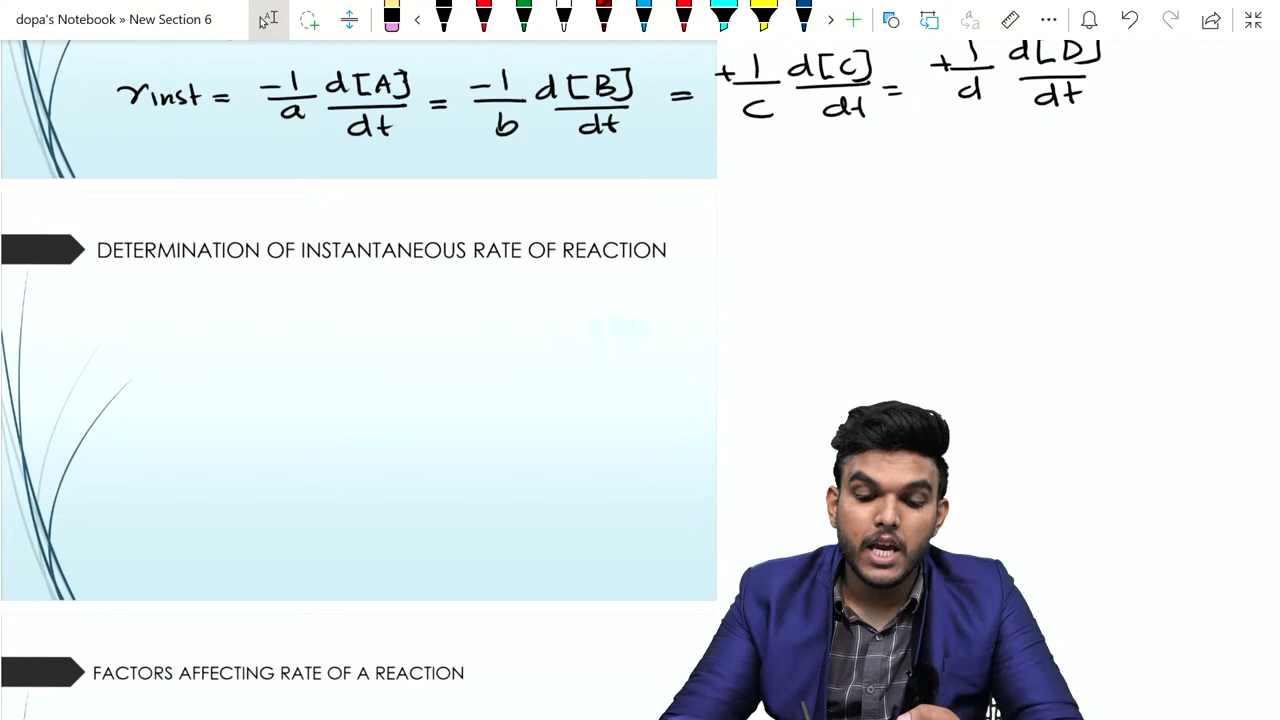 dopa's Notebook » New Section 6
r inst = -1/a d[A]/dt = -1/b d[B]/dt = +1/c d[C]/dt = +1/d d[D]/dt
DETERMINATION OF INSTANTANEOUS RATE OF REACTION
FACTORS AFFECTING RATE OF A REACTION